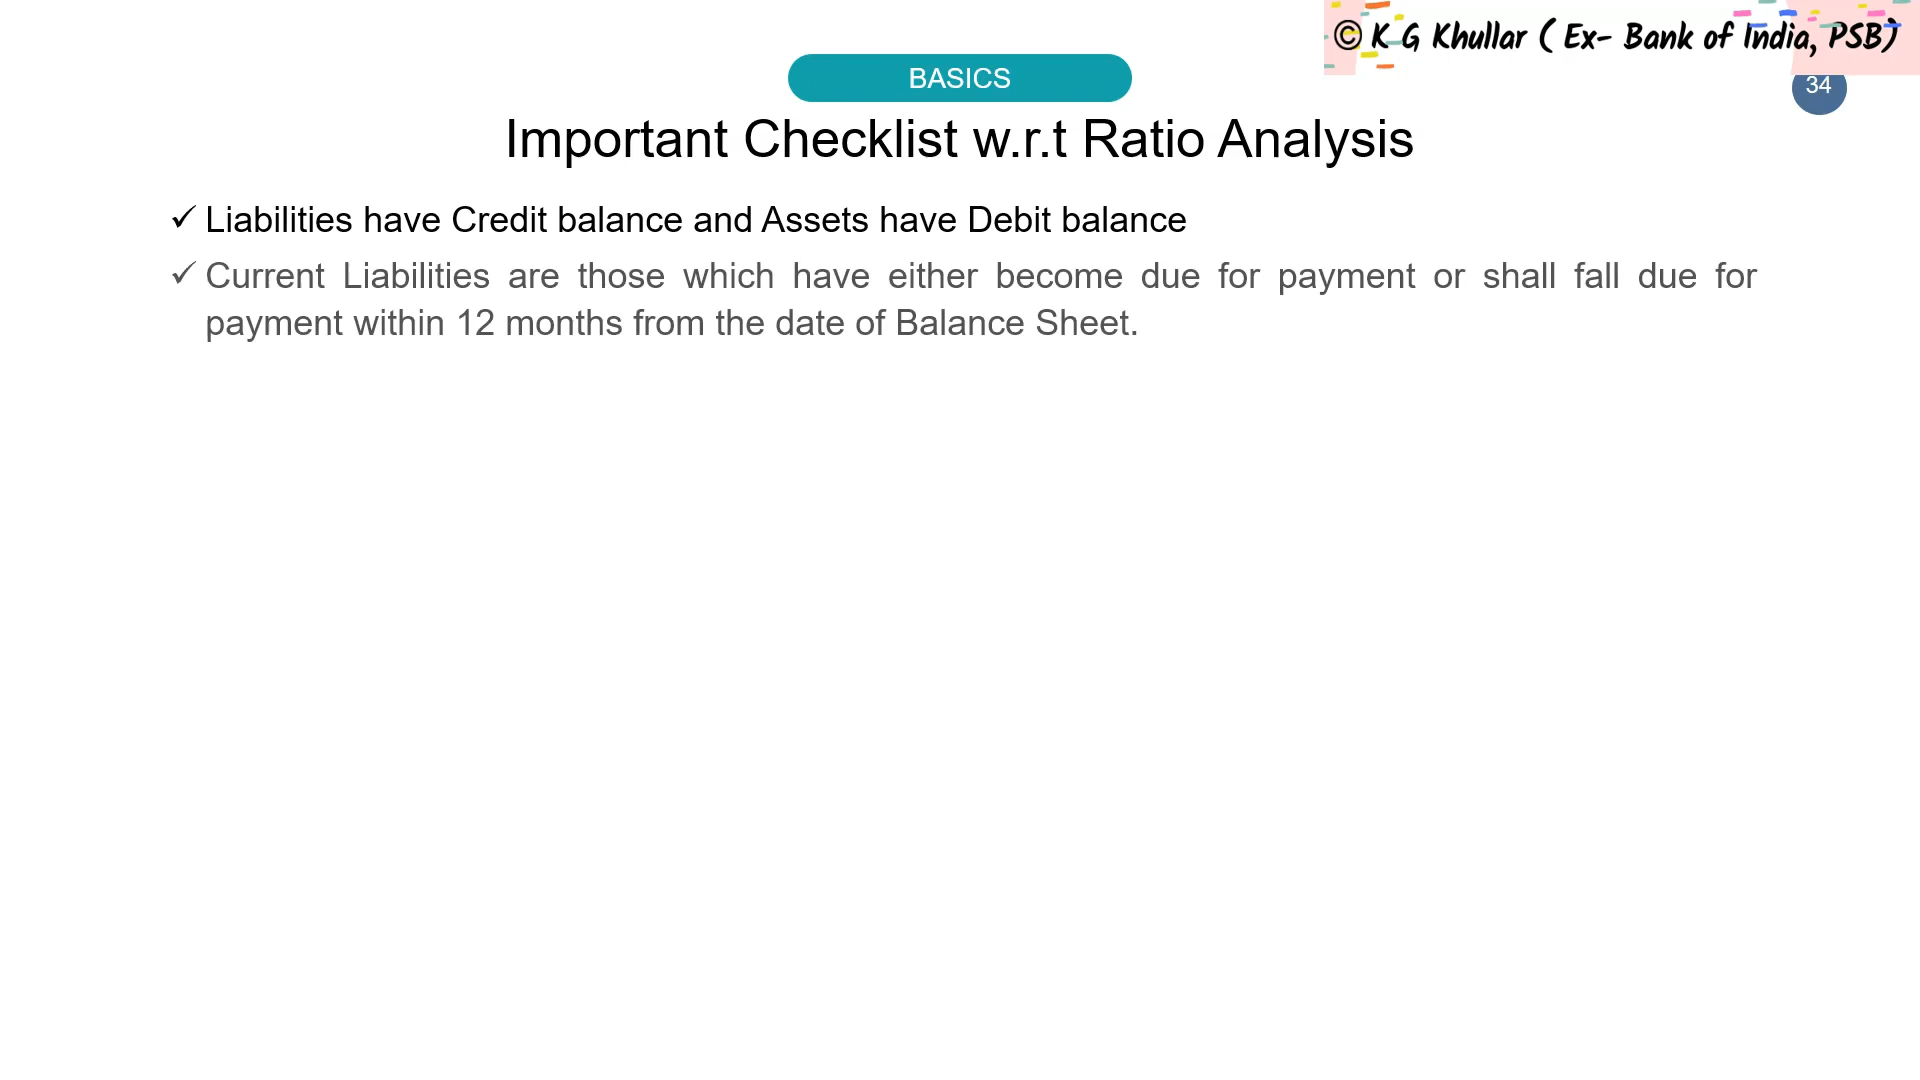 © K G Khullar ( Ex- Bank of India, PSB)
BASICS
34
Important Checklist w.r.t Ratio Analysis
✓ Liabilities have Credit balance and Assets have Debit balance
✓ Current Liabilities are those which have either become due for payment or shall fall due for
payment within 12 months from the date of Balance Sheet.